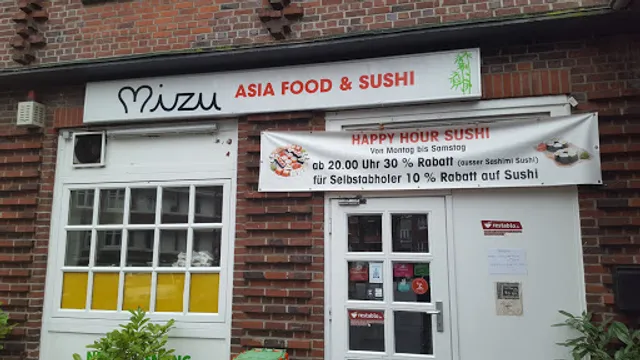 Mizu ASIA FOOD & SUSHI
HAPPY HOUR SUSHI
Von Montag bis Samstag
ab 20.00 Uhr 30 % Rabatt (ausser Sashimi Sushi)
für Selbstabholer 10 % Rabatt auf Sushi
restablo
restablo